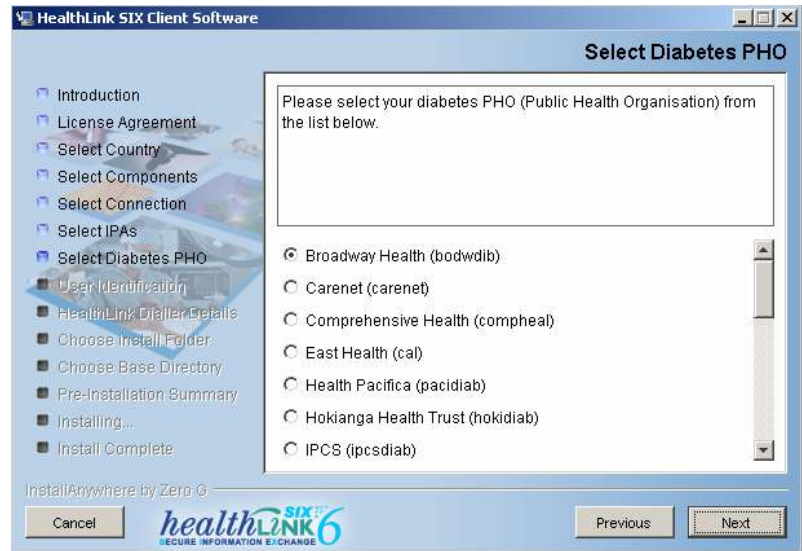 HealthLink SIX Client Software
Select Diabetes PHO
Introduction
License Agreement
Select Country
Select Components
Select Connection
Select IPAs
Select Diabetes PHO
User Identification
HealthLink Dialler Details
Choose Install Folder
Choose Base Directory
Pre-Installation Summary
Installing...
Install Complete
Please select your diabetes PHO (Public Health Organisation) from
the list below.
Broadway Health (bodwdib)
Carenet (carenet)
Comprehensive Health (compheal)
East Health (cal)
Health Pacifica (pacidiab)
Hokianga Health Trust (hokidiab)
IPCS (ipcsdiab)
InstallAnywhere by Zero G
Cancel
healthLINK SIX 6
SECURE INFORMATION EXCHANGE
Previous
Next